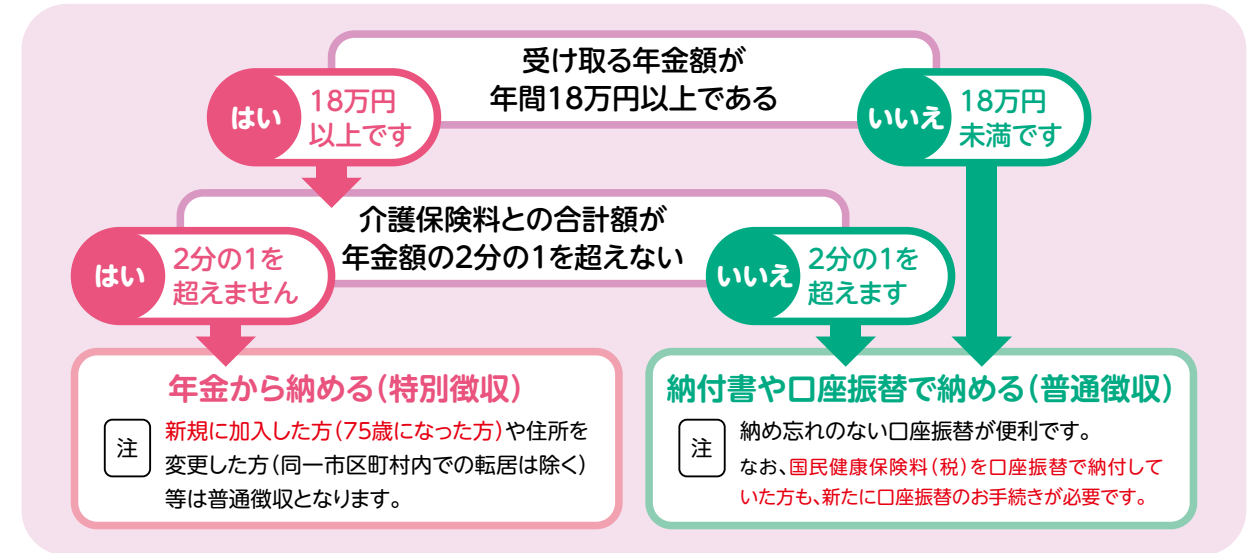 受け取る年金額が
年間18万円以上である
はい
18万円
以上です
いいえ
18万円
未満です
介護保険料との合計額が
年金額の2分の1を超えない
はい
2分の1を
超えません
いいえ
2分の1を
超えます
年金から納める(特別徴収)
注
新規に加入した方(75歳になった方)や住所を
変更した方(同一市区町村内での転居は除く)
等は普通徴収となります。
納付書や口座振替で納める(普通徴収)
注
納め忘れのない口座振替が便利です。
なお、国民健康保険料(税)を口座振替で納付して
いた方も、新たに口座振替のお手続きが必要です。